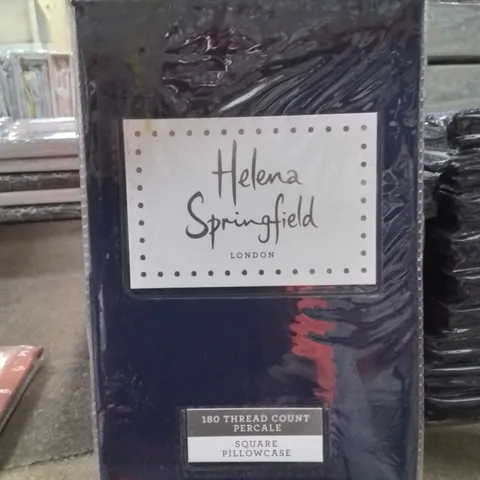 Helena
Springfield
LONDON
180 THREAD COUNT
PERCALE
SQUARE
PILLOWCASE